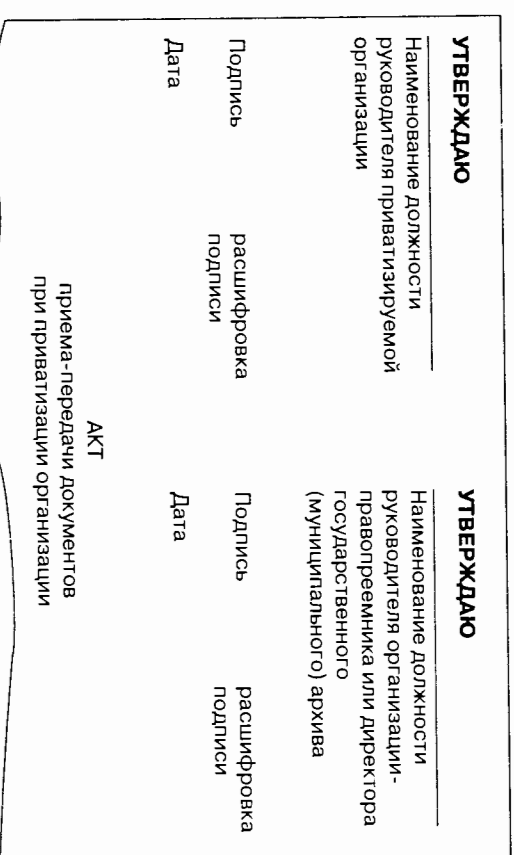 УТВЕРЖДАЮ
Наименование должности
руководителя приватизируемой
организации
Подпись расшифровка
подписи
Дата
УТВЕРЖДАЮ
Наименование должности
руководителя организации-
правопреемника или директора
государственного
(муниципального) архива
Подпись расшифровка
подписи
Дата
АКТ
приема-передачи документов
при приватизации организации